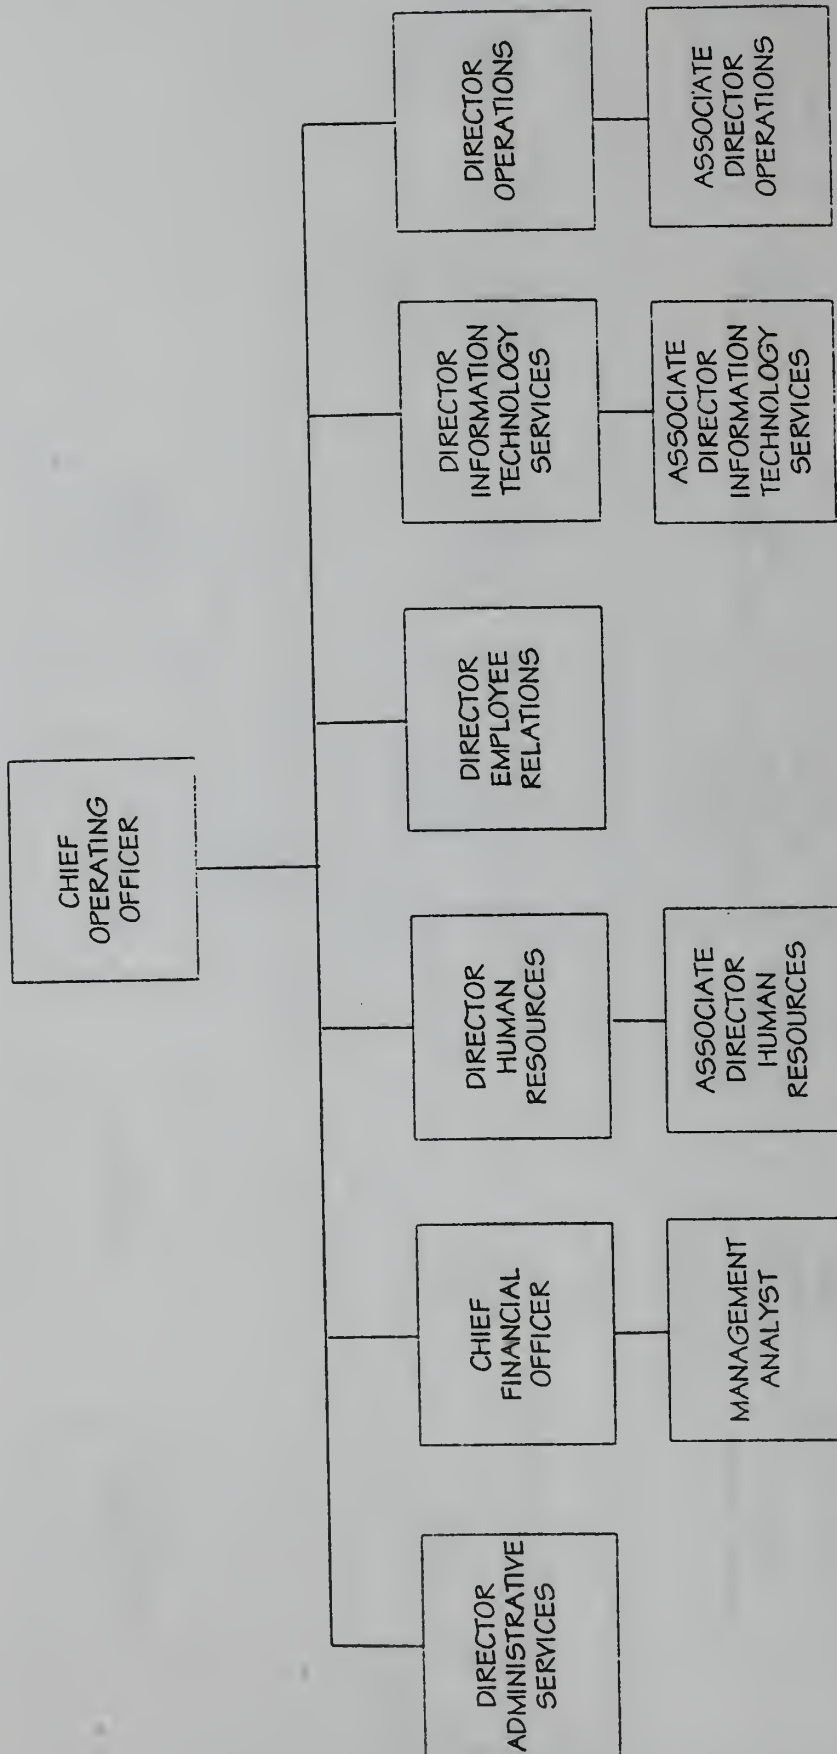 CHIEF
OPERATING
OFFICER
DIRECTOR
ADMINISTRATIVE
SERVICES
CHIEF
FINANCIAL
OFFICER
DIRECTOR
HUMAN
RESOURCES
DIRECTOR
EMPLOYEE
RELATIONS
DIRECTOR
INFORMATION
TECHNOLOGY
SERVICES
DIRECTOR
OPERATIONS
MANAGEMENT
ANALYST
ASSOCIATE
DIRECTOR
HUMAN
RESOURCES
ASSOCIATE
DIRECTOR
INFORMATION
TECHNOLOGY
SERVICES
ASSOCIATE
DIRECTOR
OPERATIONS